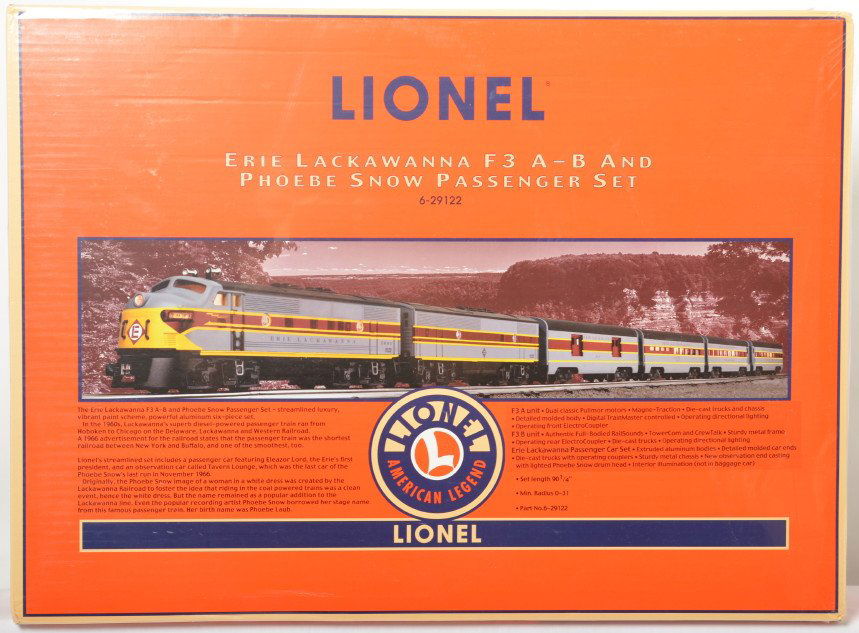 LIONEL
ERIE LACKAWANNA F3 A-B AND
PHOEBE SNOW PASSENGER SET
6-29122
ERIE LACKAWANNA
The Erie Lackawanna F3 A-B and Phoebe Snow Passenger Set - streamlined luxury,
vibrant paint scheme, powerful aluminum six-piece set.
In the 1960s, Lackawanna's superb diesel-powered passenger train ran from
Hoboken to Chicago on the Delaware, Lackawanna and Western Railroad.
A 1966 advertisement for the railroad states that the passenger train was the shortest
railroad between New York and Buffalo, and one of the smoothest, too.
Lionel's streamlined set includes a passenger car featuring Eleazor Lord, the Erie's first
president, and an observation car called Tavern Lounge, which was the last car of the
Phoebe Snow's last run in November 1966.
Originally, the Phoebe Snow image of a woman in a white dress was created by the
Lackawanna Railroad to foster the idea that riding in the coal powered trains was a clean
event, hence the white dress. But the name remained as a popular addition to the
Lackawanna line. Even the popular recording artist Phoebe Snow borrowed her stage name
from this famous passenger train. Her birth name was Phoebe Laub.
LIONEL
L
AMERICAN LEGEND
F3 A unit • Dual classic Pullmor motors • Magne-Traction • Die-cast trucks and chassis
• Detailed molded body • Digital TrainMaster controlled • Operating directional lighting
• Operating front ElectroCoupler
F3 B unit • Authentic Full-Bodied RailSounds • TowerCom and CrewTalk • Sturdy metal frame
• Operating rear ElectroCoupler • Die-cast trucks • Operating directional lighting
Erie Lackawanna Passenger Car Set • Extruded aluminum bodies • Detailed molded car ends
• Die-cast trucks with operating couplers • Sturdy metal chassis • New observation end casting
with lighted Phoebe Snow drum head • Interior illumination (not in baggage car)
• Set length 90 1/4"
• Min. Radius 0-31
• Part No.6-29122
LIONEL